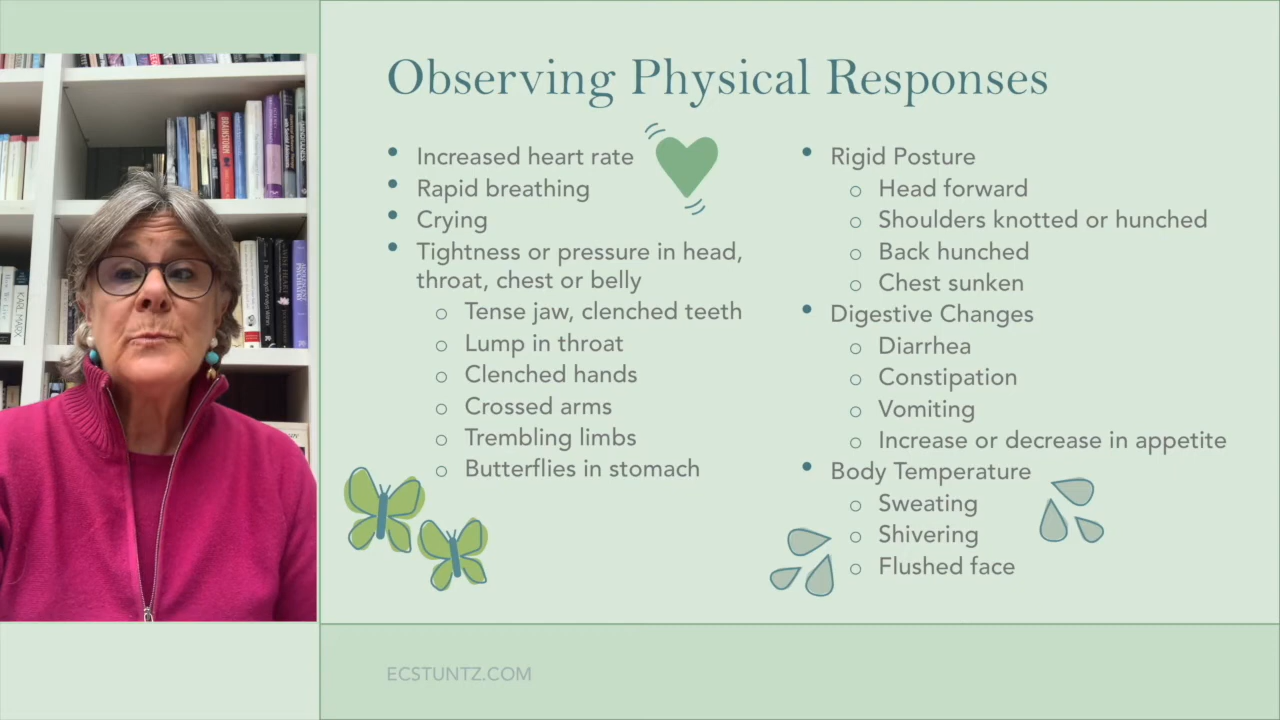 Observing Physical Responses
• Increased heart rate
• Rapid breathing
• Crying
• Tightness or pressure in head,
throat, chest or belly
o Tense jaw, clenched teeth
o Lump in throat
o Clenched hands
o Crossed arms
o Trembling limbs
o Butterflies in stomach
• Rigid Posture
o Head forward
o Shoulders knotted or hunched
o Back hunched
o Chest sunken
• Digestive Changes
o Diarrhea
o Constipation
o Vomiting
o Increase or decrease in appetite
• Body Temperature
o Sweating
o Shivering
o Flushed face
ECSTUNTZ.COM
BRAINSTORM
KARL MARX